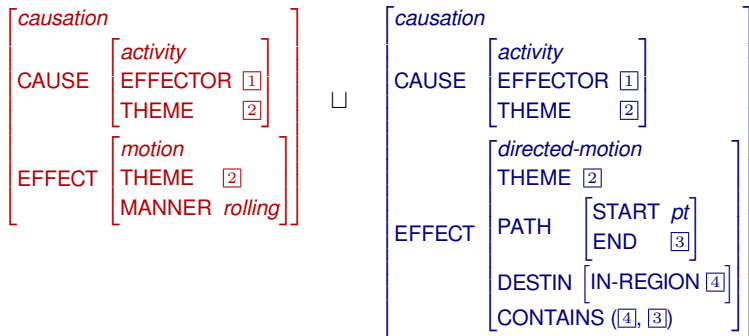 causation
CAUSE
activity
EFFECTOR 1
THEME 2
EFFECT
motion
THEME 2
MANNER rolling
⊔
causation
CAUSE
activity
EFFECTOR 1
THEME 2
EFFECT
directed-motion
THEME 2
PATH
START pt
END 3
DESTIN [IN-REGION 4]
CONTAINS (4, 3)